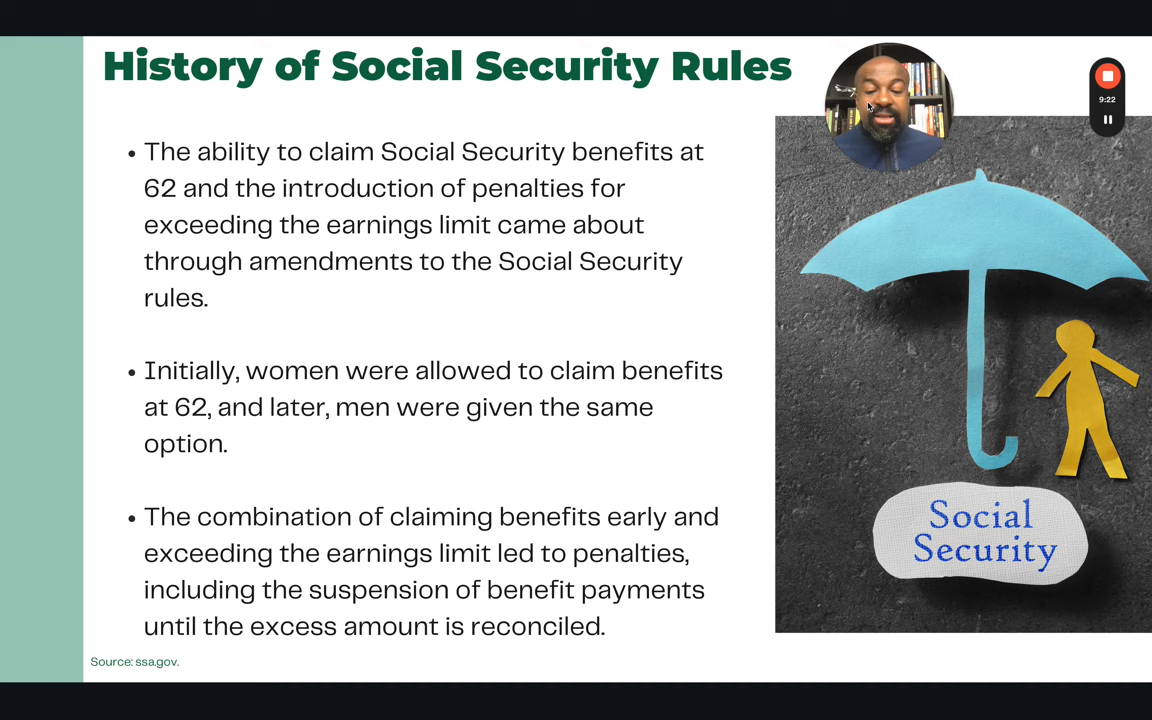 History of Social Security Rules
9:22
• The ability to claim Social Security benefits at
62 and the introduction of penalties for
exceeding the earnings limit came about
through amendments to the Social Security
rules.
• Initially, women were allowed to claim benefits
at 62, and later, men were given the same
option.
• The combination of claiming benefits early and
exceeding the earnings limit led to penalties,
including the suspension of benefit payments
until the excess amount is reconciled.
Social
Security
Source: ssa.gov.